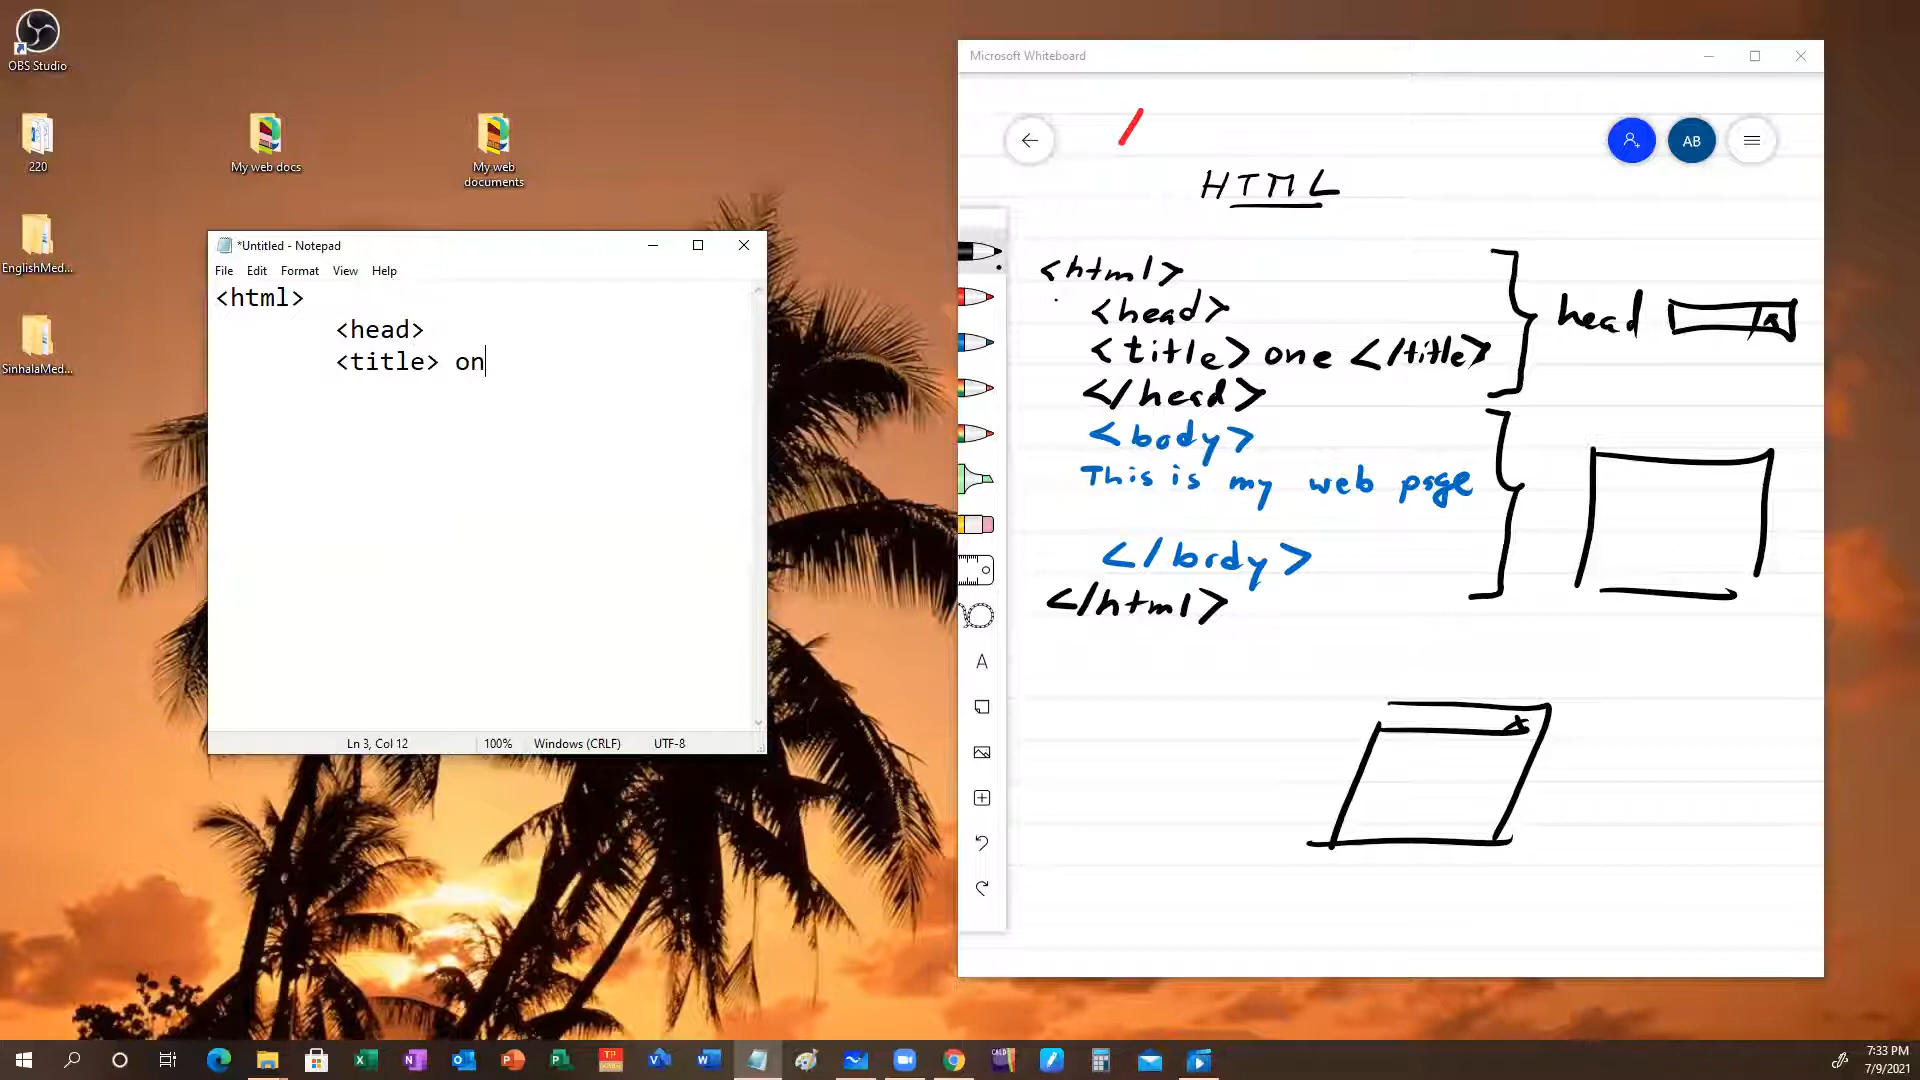 OBS Studio
220
EnglishMed...
SinhalaMed...
My web docs
My web
documents
*Untitled - Notepad
File Edit Format View Help
<html>
<head>
<title> on
Ln 3, Col 12 100% Windows (CRLF) UTF-8
Microsoft Whiteboard
AB
HTML
<html>
<head>
<title> one </title>
</head>
head
<body>
This is my web page
</body>
</html>
A
7:33 PM
7/9/2021